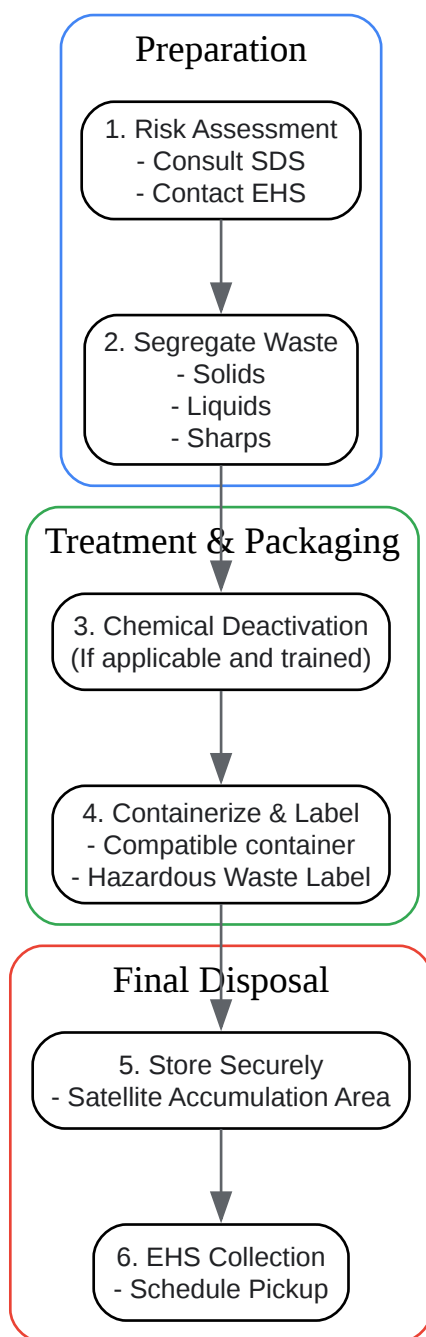 Preparation
1. Risk Assessment
- Consult SDS
- Contact EHS
2. Segregate Waste
- Solids
- Liquids
- Sharps
Treatment & Packaging
3. Chemical Deactivation
(If applicable and trained)
4. Containerize & Label
- Compatible container
- Hazardous Waste Label
Final Disposal
5. Store Securely
- Satellite Accumulation Area
6. EHS Collection
- Schedule Pickup